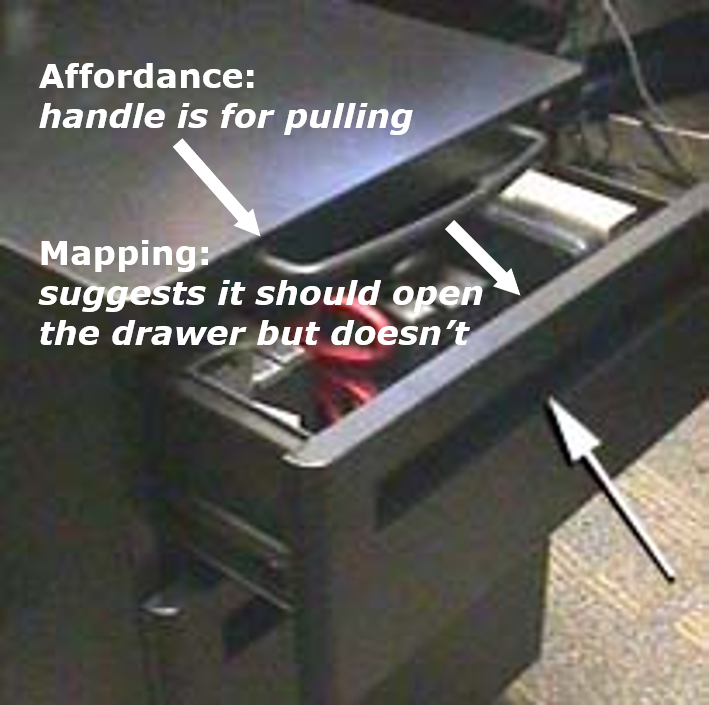 Affordance:
handle is for pulling
Mapping:
suggests it should open
the drawer but doesn’t